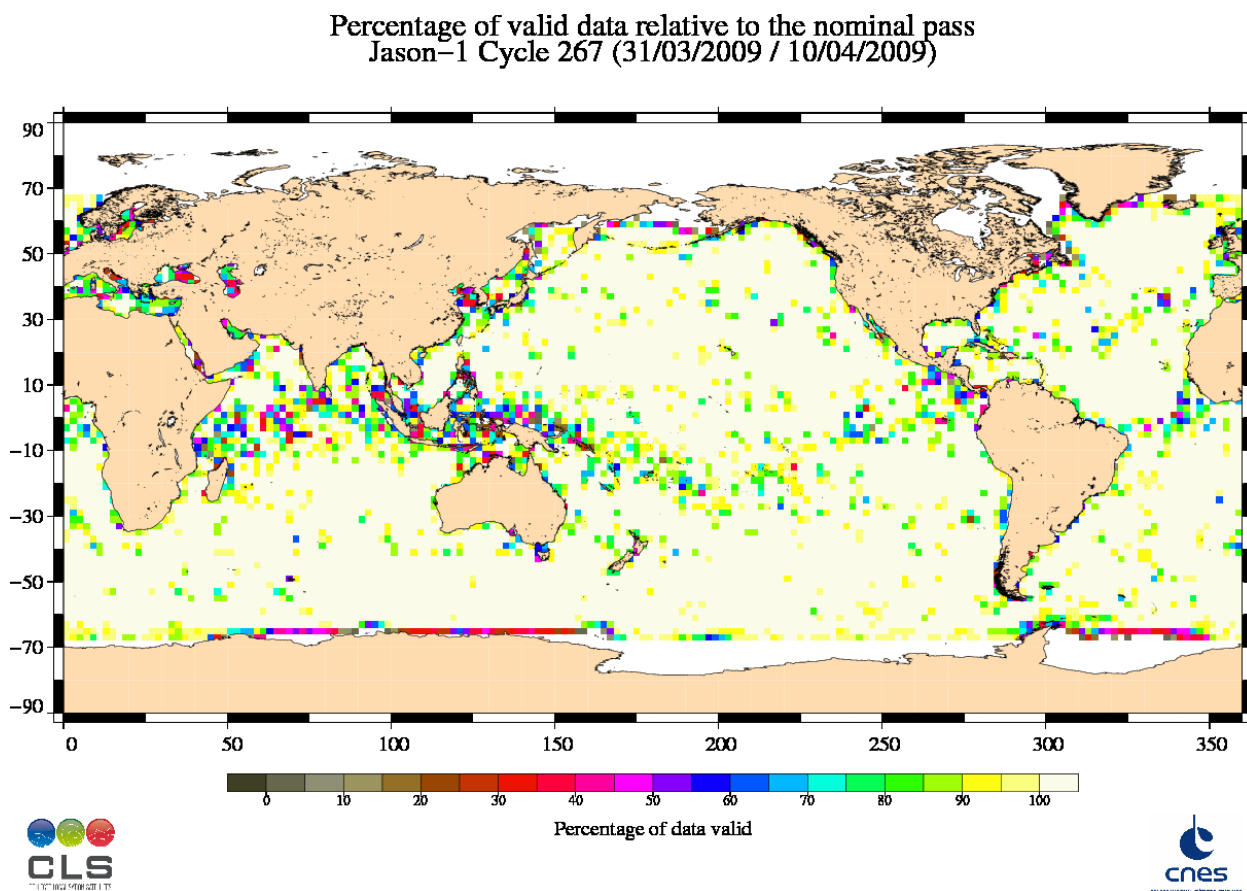 Percentage of valid data relative to the nominal pass
Jason-1 Cycle 267 (31/03/2009 / 10/04/2009)
90
70
50
30
10
-10
-30
-50
-70
-90
0 50 100 150 200 250 300 350
0 10 20 30 40 50 60 70 80 90 100
Percentage of data valid
CLS
cnes